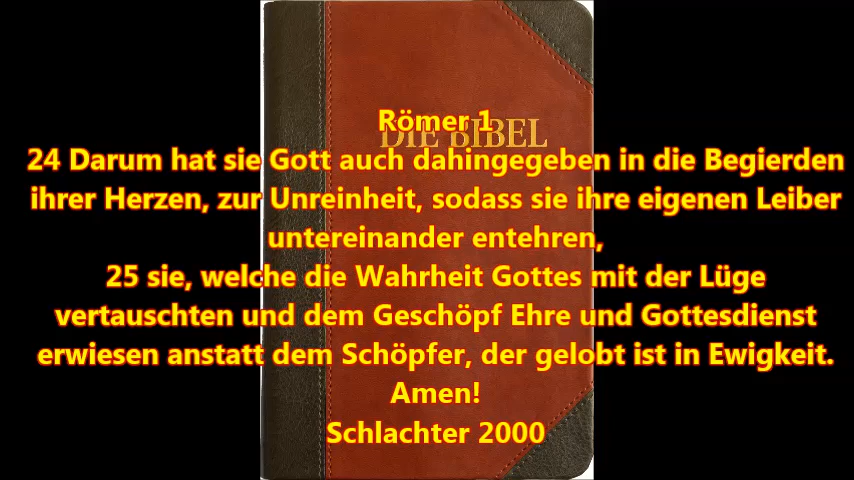 Römer 1
DIE BIBEL
24 Darum hat sie Gott auch dahingegeben in die Begierden
ihrer Herzen, zur Unreinheit, sodass sie ihre eigenen Leiber
untereinander entehren,
25 sie, welche die Wahrheit Gottes mit der Lüge
vertauschten und dem Geschöpf Ehre und Gottesdienst
erwiesen anstatt dem Schöpfer, der gelobt ist in Ewigkeit.
Amen!
Schlachter 2000